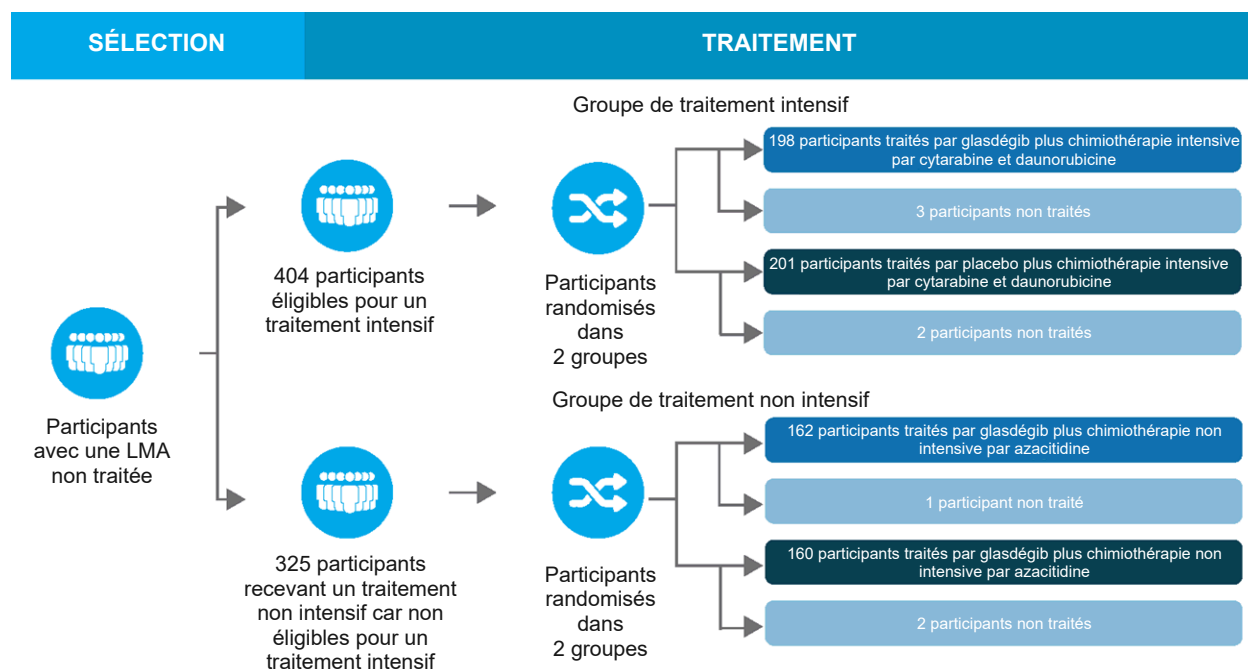 SÉLECTION
TRAITEMENT
Participants
avec une LMA
non traitée
404 participants
éligibles pour un
traitement intensif
325 participants
recevant un traitement
non intensif car non
éligibles pour un
traitement intensif
Groupe de traitement intensif
Participants
randomisés
dans
2 groupes
198 participants traités par glasdégib plus chimiothérapie intensive
par cytarabine et daunorubicine
3 participants non traités
201 participants traités par placebo plus chimiothérapie intensive
par cytarabine et daunorubicine
2 participants non traités
Groupe de traitement non intensif
Participants
randomisés
dans
2 groupes
162 participants traités par glasdégib plus chimiothérapie non
intensive par azacitidine
1 participant non traité
160 participants traités par glasdégib plus chimiothérapie non
intensive par azacitidine
2 participants non traités